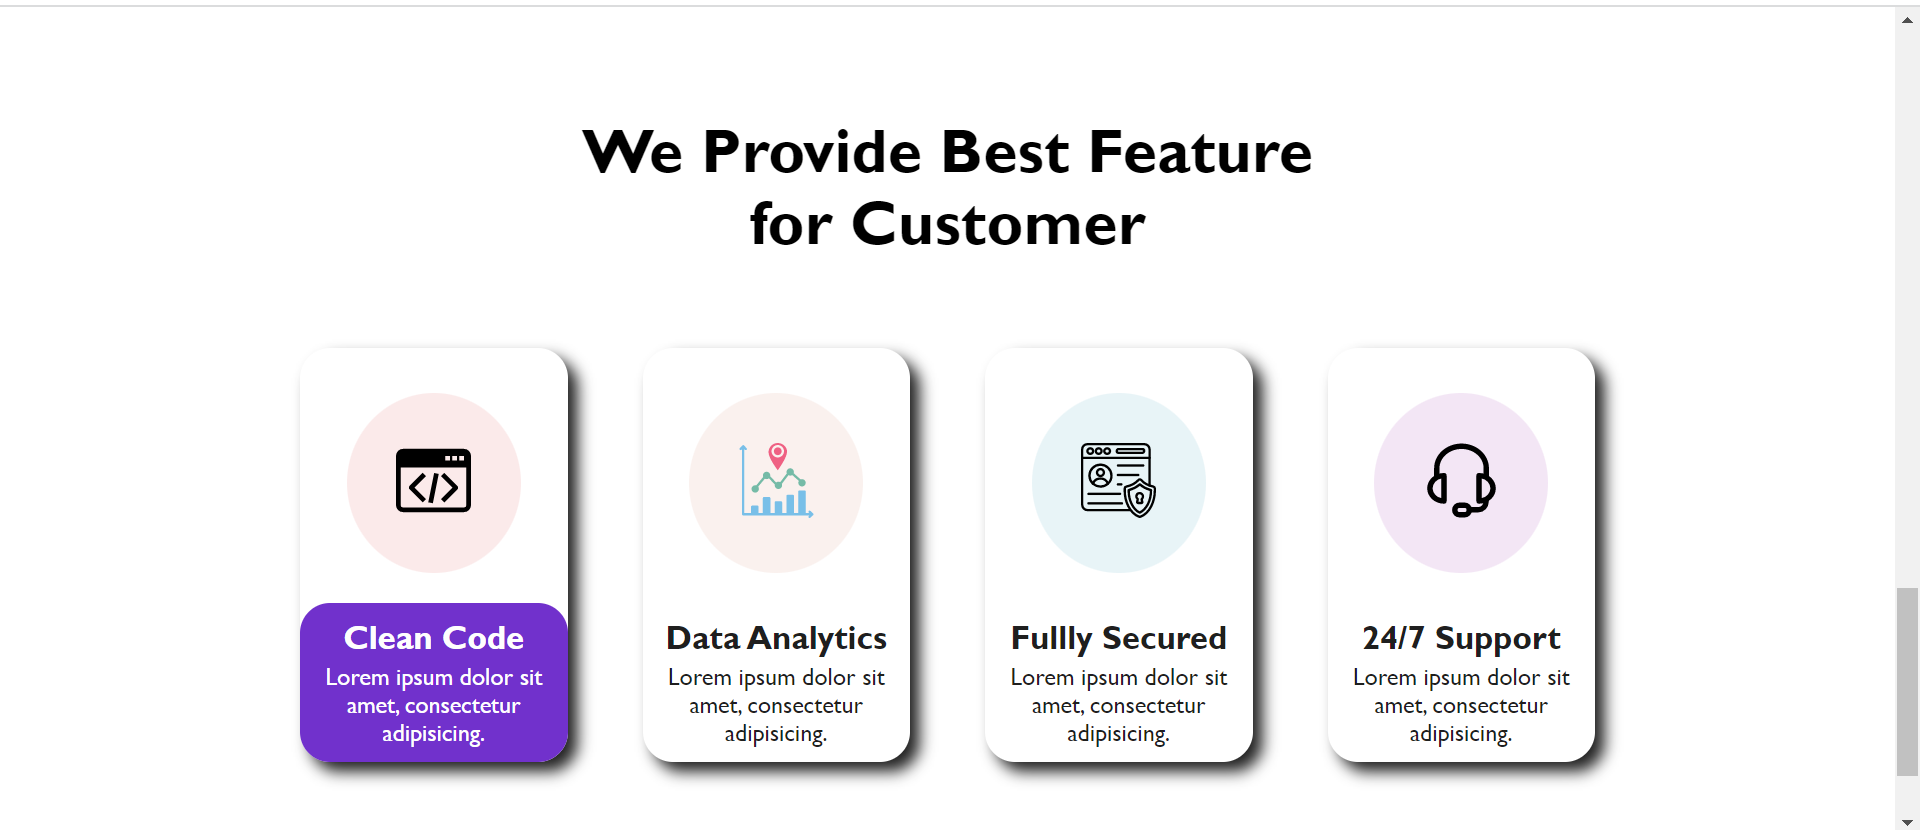 We Provide Best Feature
for Customer
Clean Code
Lorem ipsum dolor sit
amet, consectetur
adipisicing.
Data Analytics
Lorem ipsum dolor sit
amet, consectetur
adipisicing.
Fullly Secured
Lorem ipsum dolor sit
amet, consectetur
adipisicing.
24/7 Support
Lorem ipsum dolor sit
amet, consectetur
adipisicing.